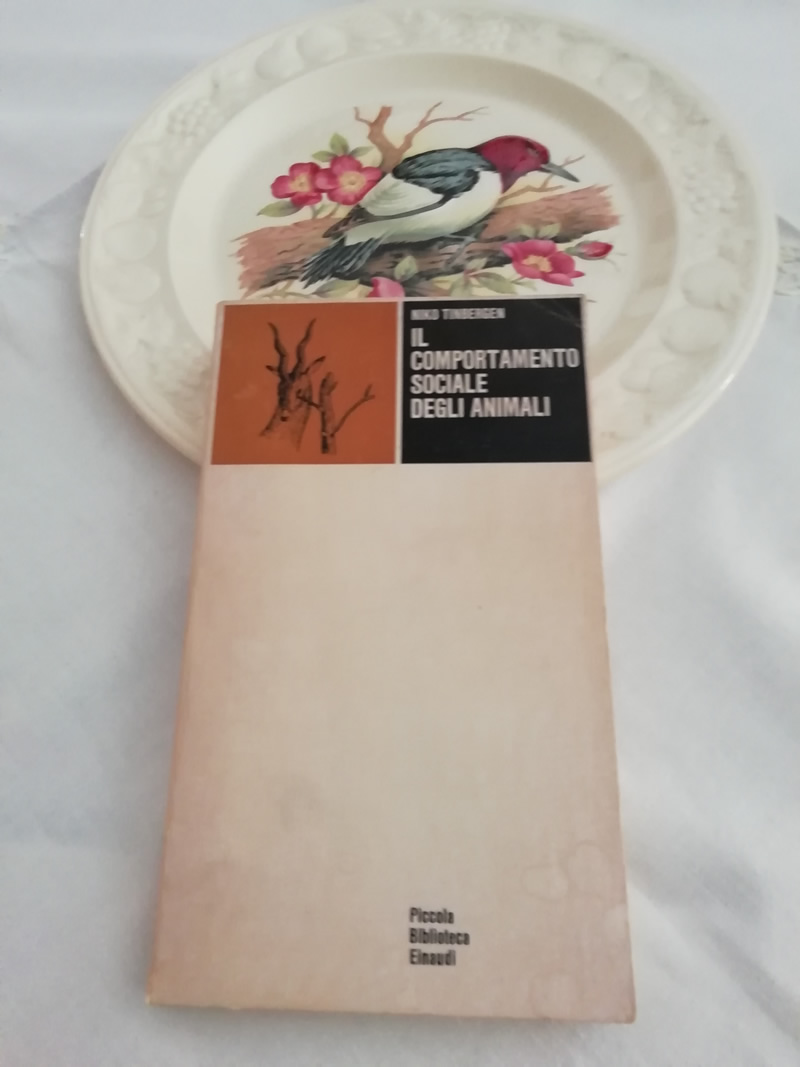 NIKO TINBERGEN
IL
COMPORTAMENTO
SOCIALE
DEGLI ANIMALI
Piccola
Biblioteca
Einaudi